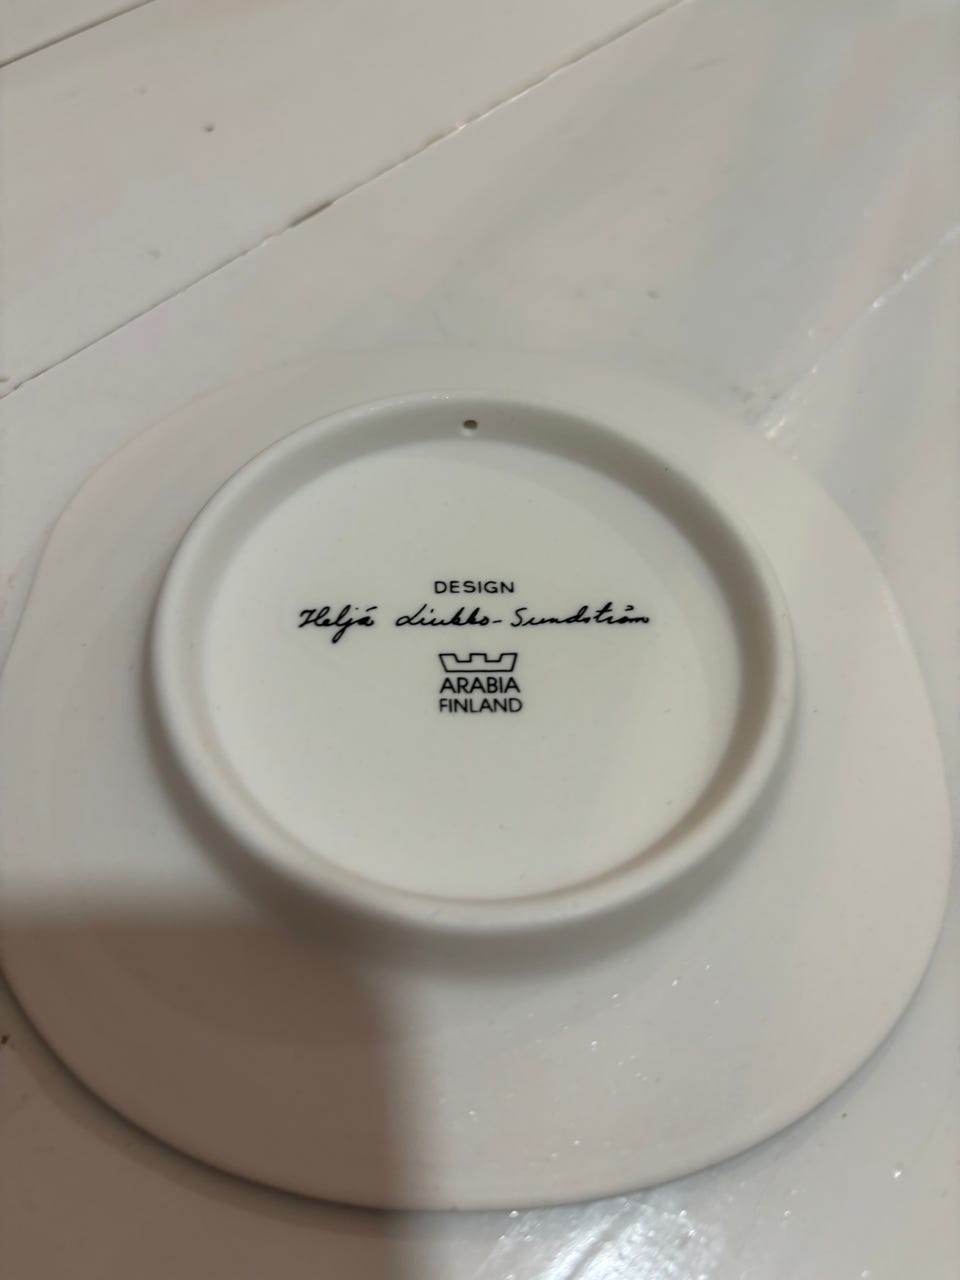 DESIGN
Heljä Liukko-Sundström
ARABIA
FINLAND